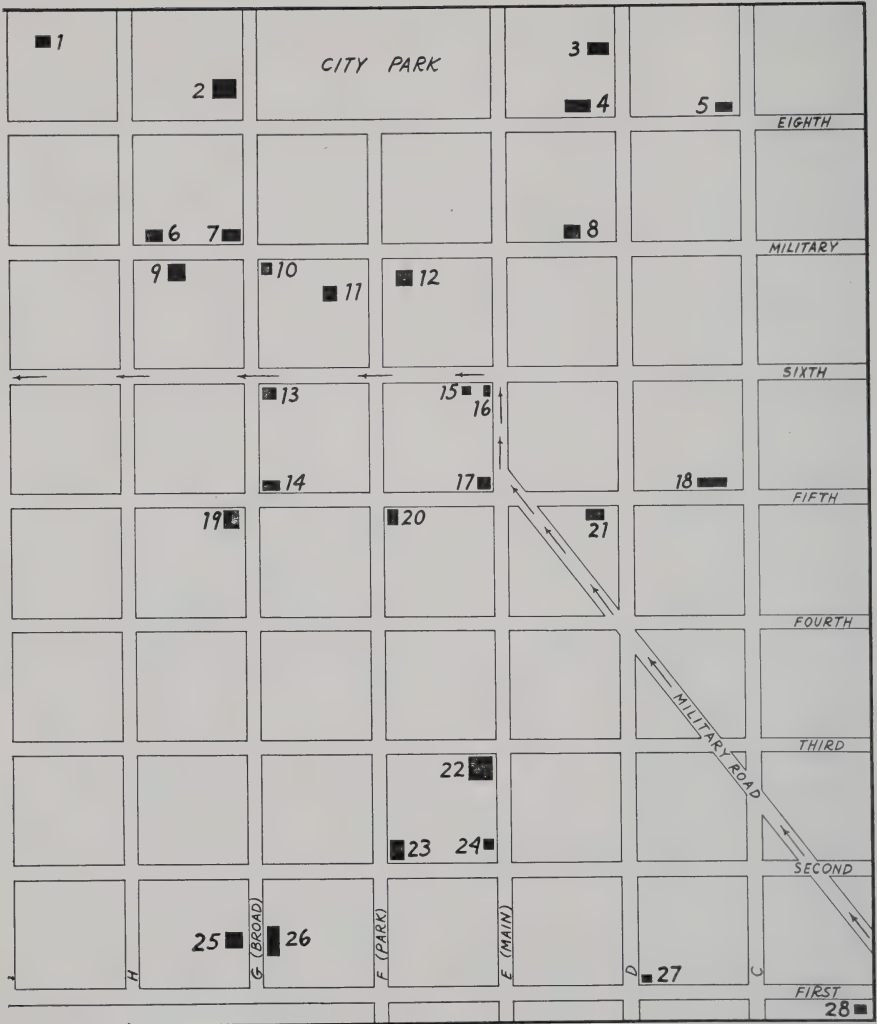 1
CITY PARK
3
2
4
5
EIGHTH
6
7
8
MILITARY
9
10
11
12
SIXTH
13
15
16
14
17
18
FIFTH
19
20
21
FOURTH
MILITARY ROAD
THIRD
22
23
24
SECOND
25
26
H
G (BROAD)
F (PARK)
E (MAIN)
D
C
27
FIRST
28